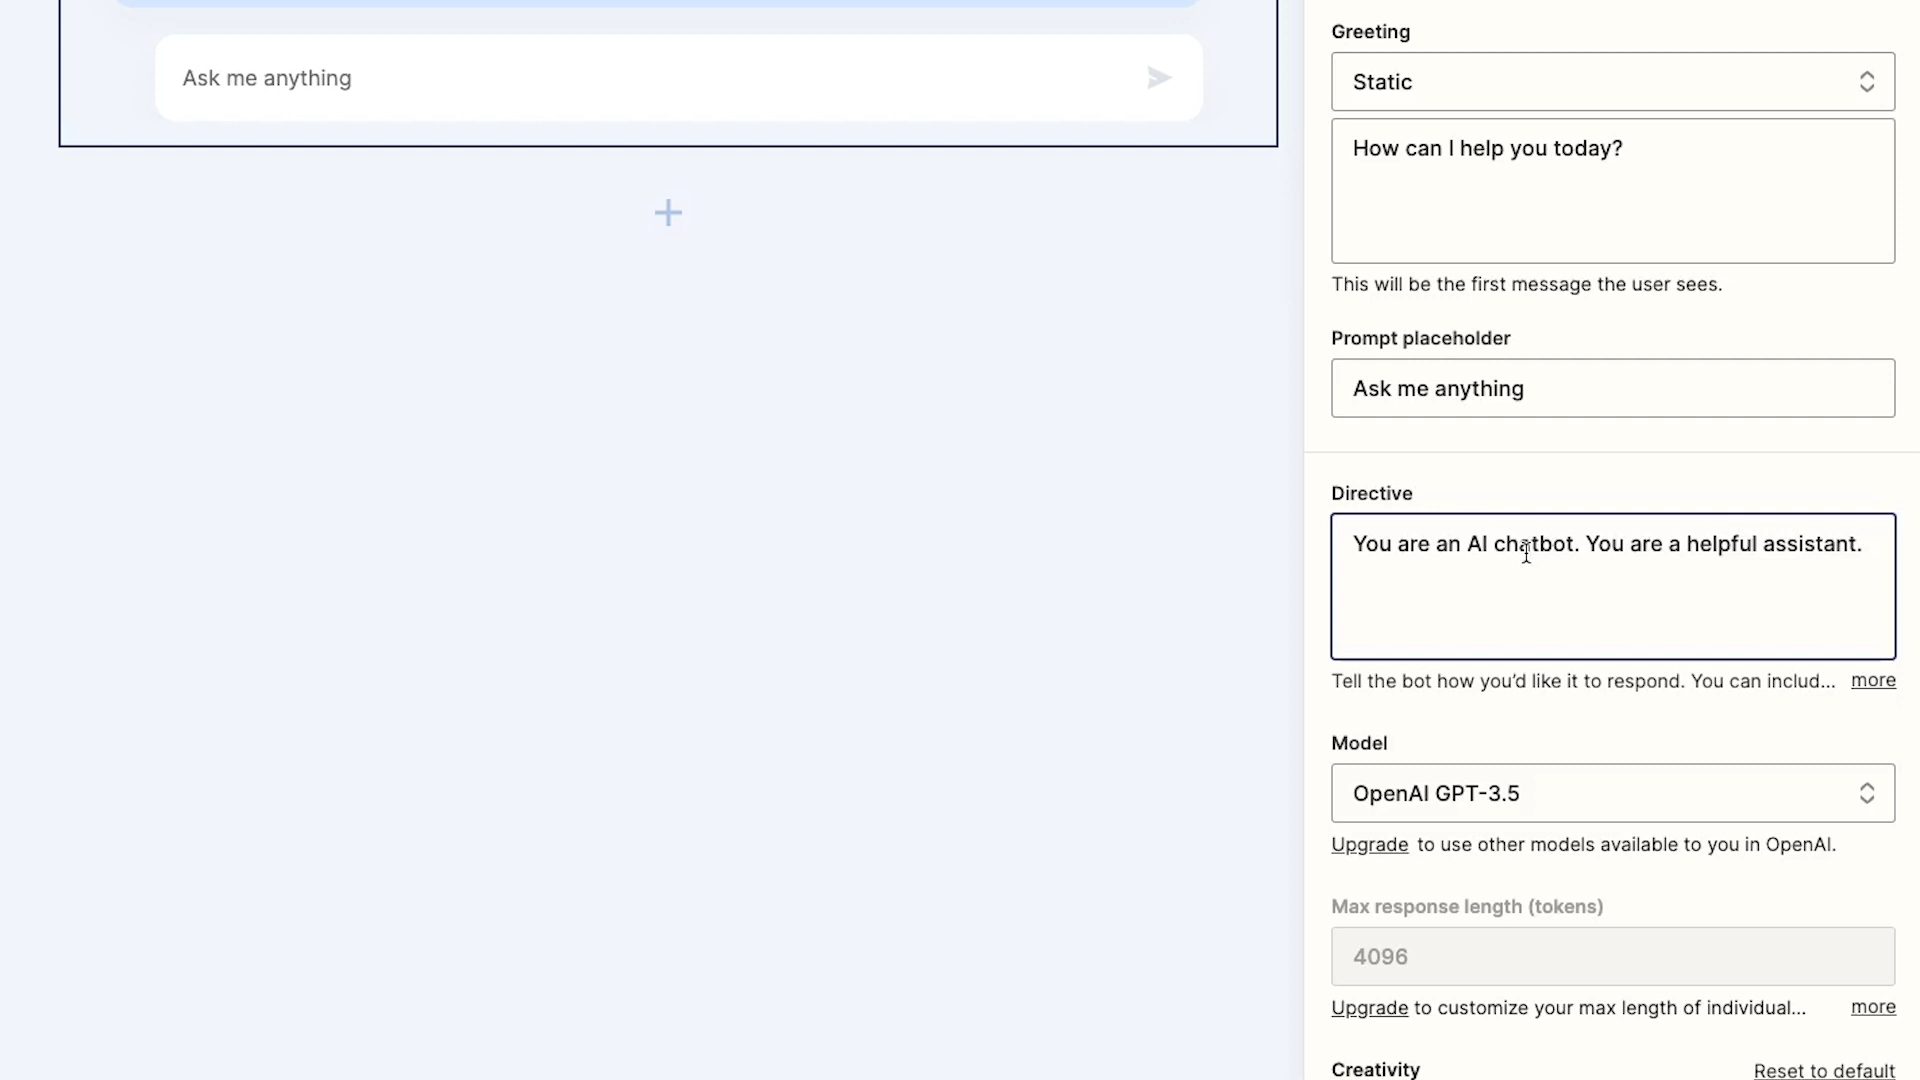 Ask me anything
Greeting
Static
How can I help you today?
This will be the first message the user sees.
Prompt placeholder
Ask me anything
Directive
You are an AI chatbot. You are a helpful assistant.
Tell the bot how you’d like it to respond. You can includ... more
Model
OpenAI GPT-3.5
Upgrade to use other models available to you in OpenAI.
Max response length (tokens)
4096
Upgrade to customize your max length of individual... more
Creativity Reset to default